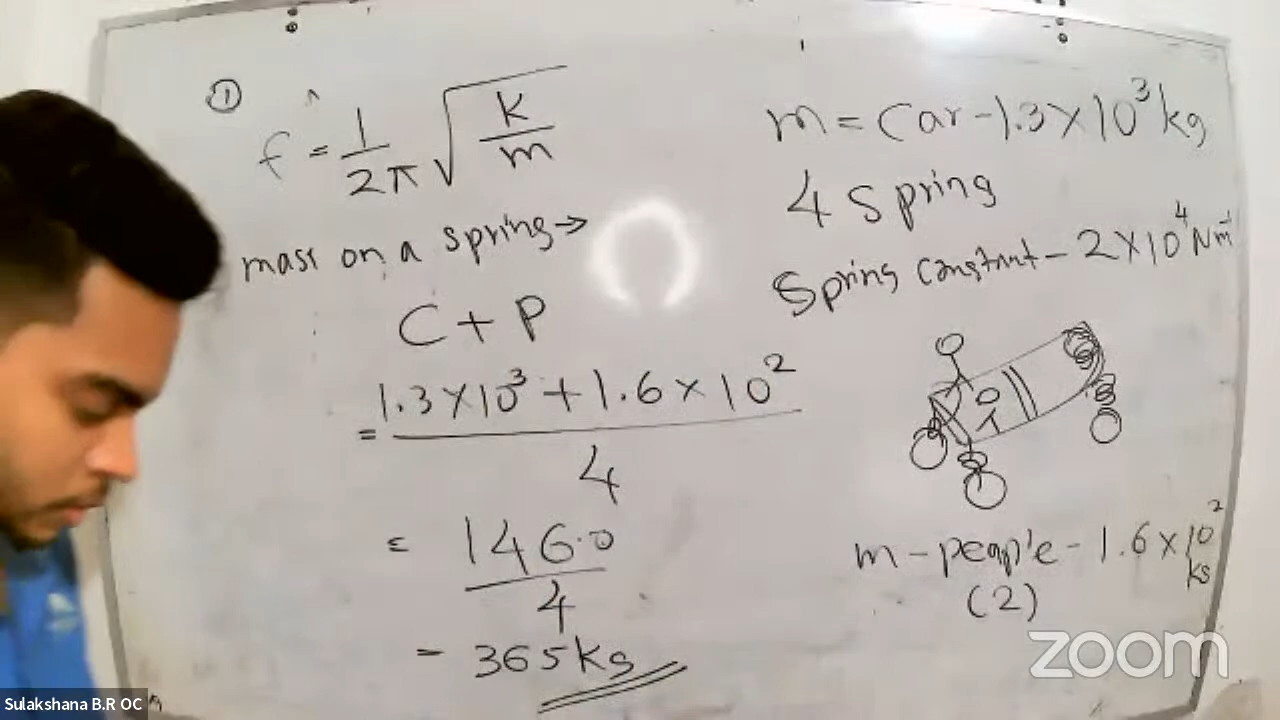 ①
f = 1/2π √(k/m)
mass on a spring →
C + P
= (1.3 × 10³ + 1.6 × 10²)/4
= 1460/4
= 365 kg
m = Car - 1.3 × 10³ kg
4 Spring
Spring constant - 2 × 10⁴ Nm⁻¹
m - people - 1.6 × 10²
kg
(2)
zoom
Sulakshana B.R OC